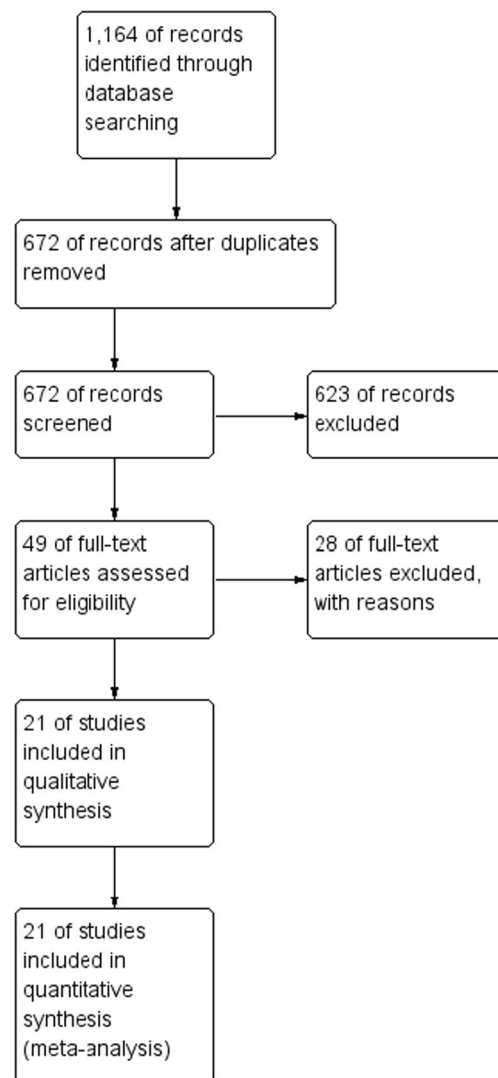 1,164 of records
identified through
database
searching
672 of records after duplicates
removed
672 of records
screened
623 of records
excluded
49 of full-text
articles assessed
for eligibility
28 of full-text
articles excluded,
with reasons
21 of studies
included in
qualitative
synthesis
21 of studies
included in
quantitative
synthesis
(meta-analysis)